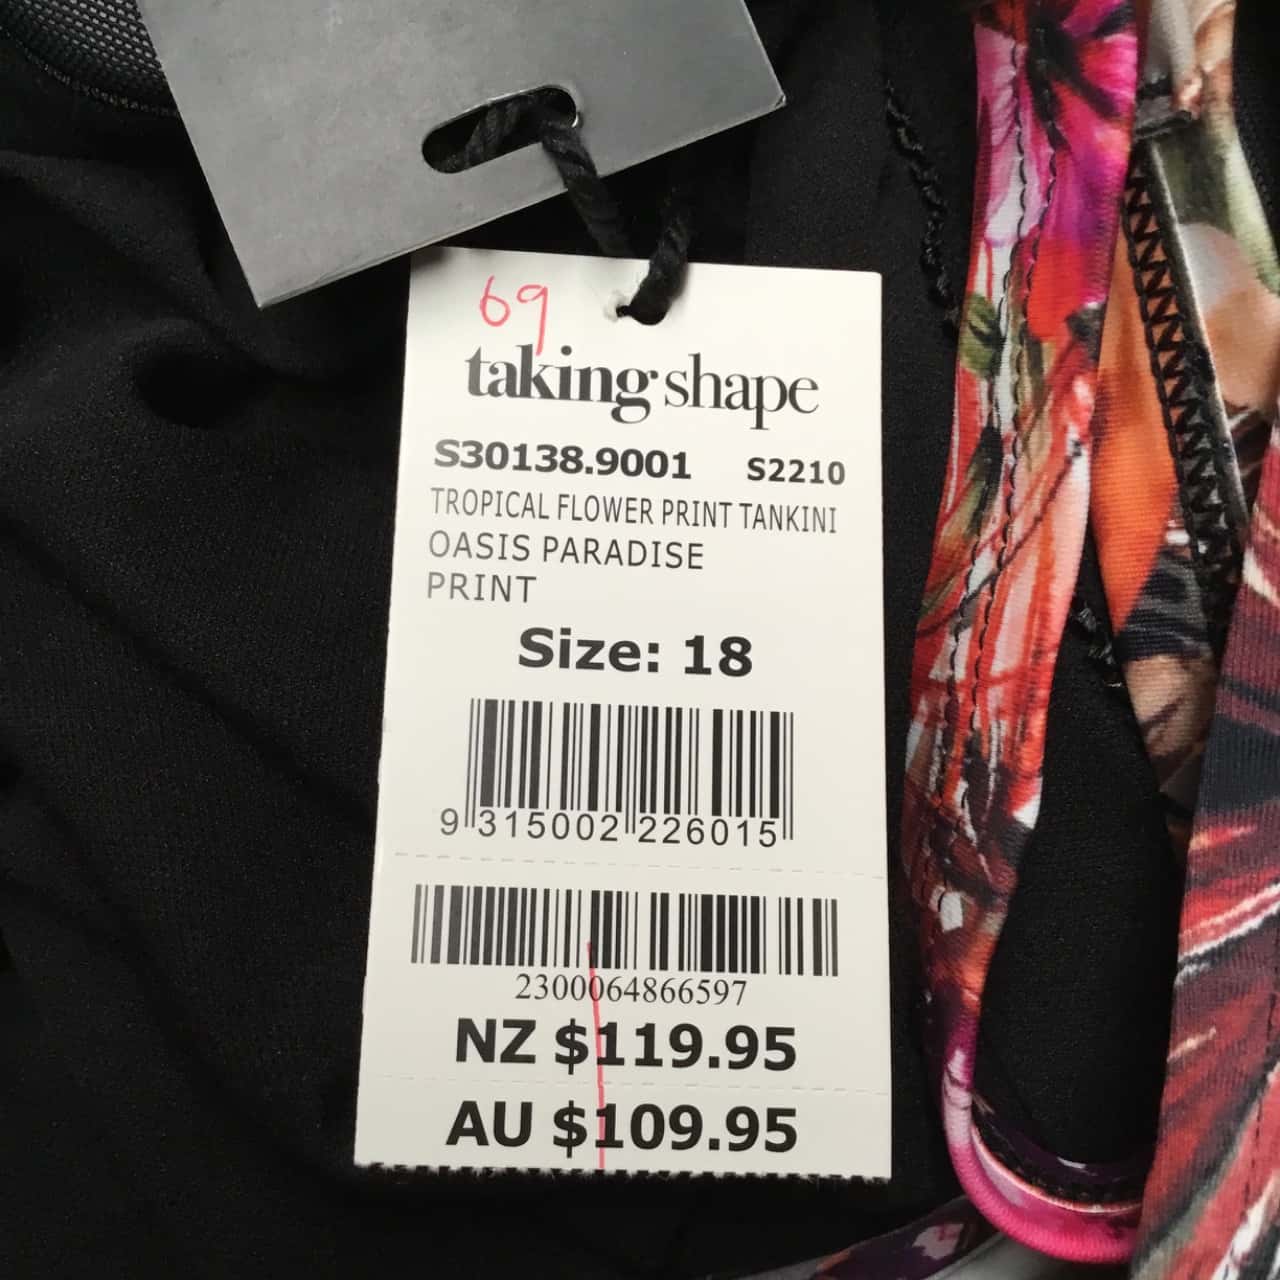 69
taking shape
S30138.9001 S2210
TROPICAL FLOWER PRINT TANKINI
OASIS PARADISE
PRINT
Size: 18
9 315002 226015
2300064866597
NZ $119.95
AU $109.95